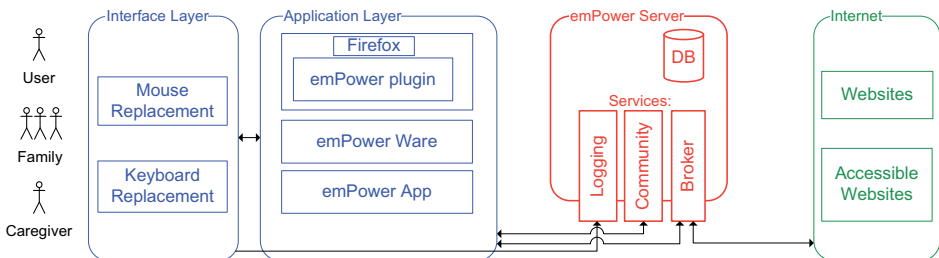 User
Family
Caregiver
Interface Layer
Mouse
Replacement
Keyboard
Replacement
Application Layer
Firefox
emPower plugin
emPower Ware
emPower App
emPower Server
DB
Services:
Logging
Community
Broker
Internet
Websites
Accessible
Websites